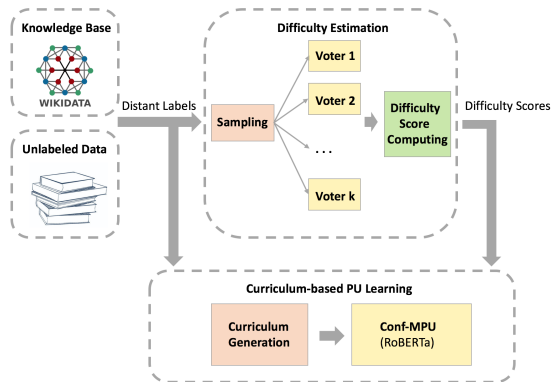 Knowledge Base
WIKIDATA
Unlabeled Data
Distant Labels
Difficulty Estimation
Sampling
Voter 1
Voter 2
...
Voter k
Difficulty
Score
Computing
Difficulty Scores
Curriculum-based PU Learning
Curriculum
Generation
Conf-MPU
(RoBERTa)